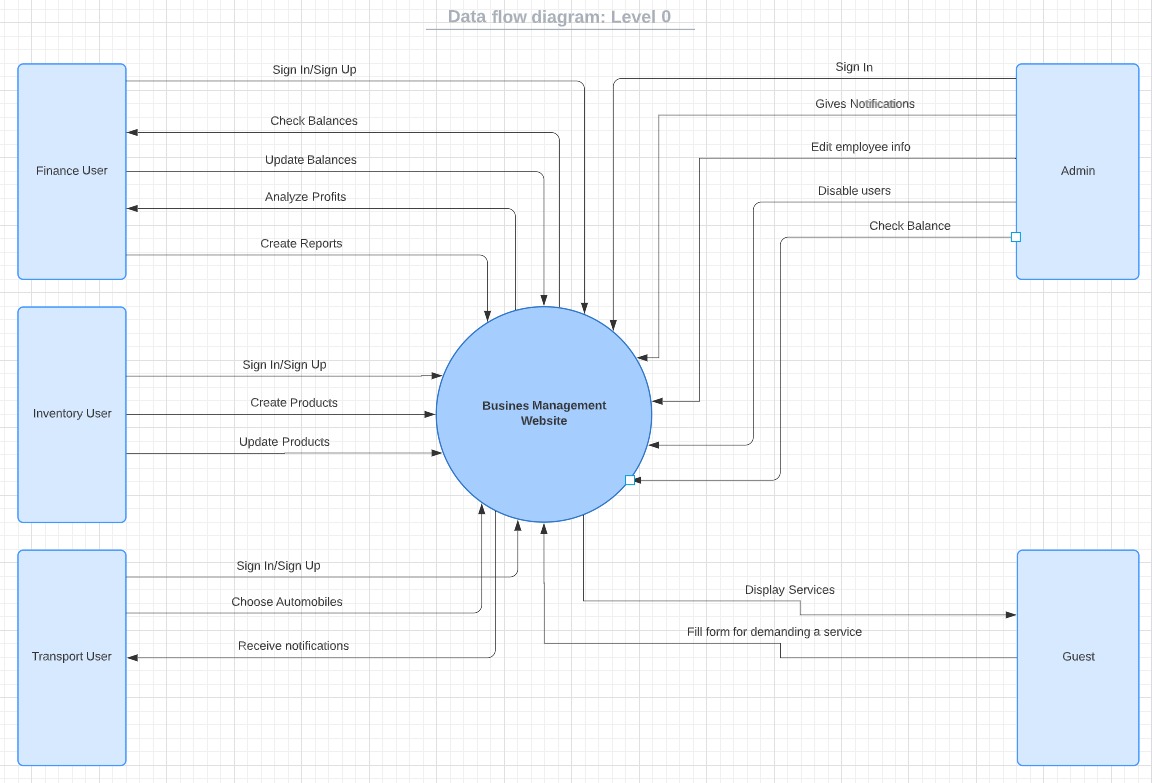 Data flow diagram: Level 0
Sign In/Sign Up
Check Balances
Update Balances
Finance User
Analyze Profits
Create Reports
Sign In
Gives Notifications
Edit employee info
Admin
Disable users
Check Balance
Sign In/Sign Up
Create Products
Inventory User
Update Products
Busines Management
Website
Sign In/Sign Up
Choose Automobiles
Receive notifications
Transport User
Display Services
Fill form for demanding a service
Guest